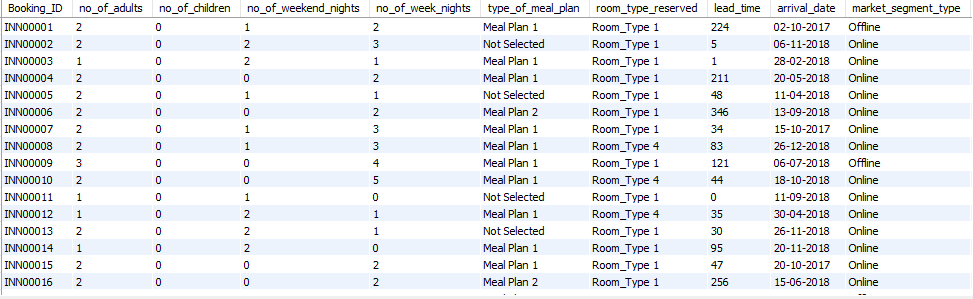 Booking_ID no_of_adults no_of_children no_of_weekend_nights no_of_week_nights type_of_meal_plan room_type_reserved lead_time arrival_date market_segment_type
INN00001 2 0 1 2 Meal Plan 1 Room_Type 1 224 02-10-2017 Offline
INN00002 2 0 2 3 Not Selected Room_Type 1 5 06-11-2018 Online
INN00003 1 0 2 1 Meal Plan 1 Room_Type 1 1 28-02-2018 Online
INN00004 2 0 0 2 Meal Plan 1 Room_Type 1 211 20-05-2018 Online
INN00005 2 0 1 1 Not Selected Room_Type 1 48 11-04-2018 Online
INN00006 2 0 0 2 Meal Plan 2 Room_Type 1 346 13-09-2018 Online
INN00007 2 0 1 3 Meal Plan 1 Room_Type 1 34 15-10-2017 Online
INN00008 2 0 1 3 Meal Plan 1 Room_Type 4 83 26-12-2018 Online
INN00009 3 0 0 4 Meal Plan 1 Room_Type 1 121 06-07-2018 Offline
INN00010 2 0 0 5 Meal Plan 1 Room_Type 4 44 18-10-2018 Online
INN00011 1 0 1 0 Not Selected Room_Type 1 0 11-09-2018 Online
INN00012 1 0 2 1 Meal Plan 1 Room_Type 4 35 30-04-2018 Online
INN00013 2 0 2 1 Not Selected Room_Type 1 30 26-11-2018 Online
INN00014 1 0 2 0 Meal Plan 1 Room_Type 1 95 20-11-2018 Online
INN00015 2 0 0 2 Meal Plan 1 Room_Type 1 47 20-10-2017 Online
INN00016 2 0 0 2 Meal Plan 1 Room_Type 1 256 15-06-2018 Online